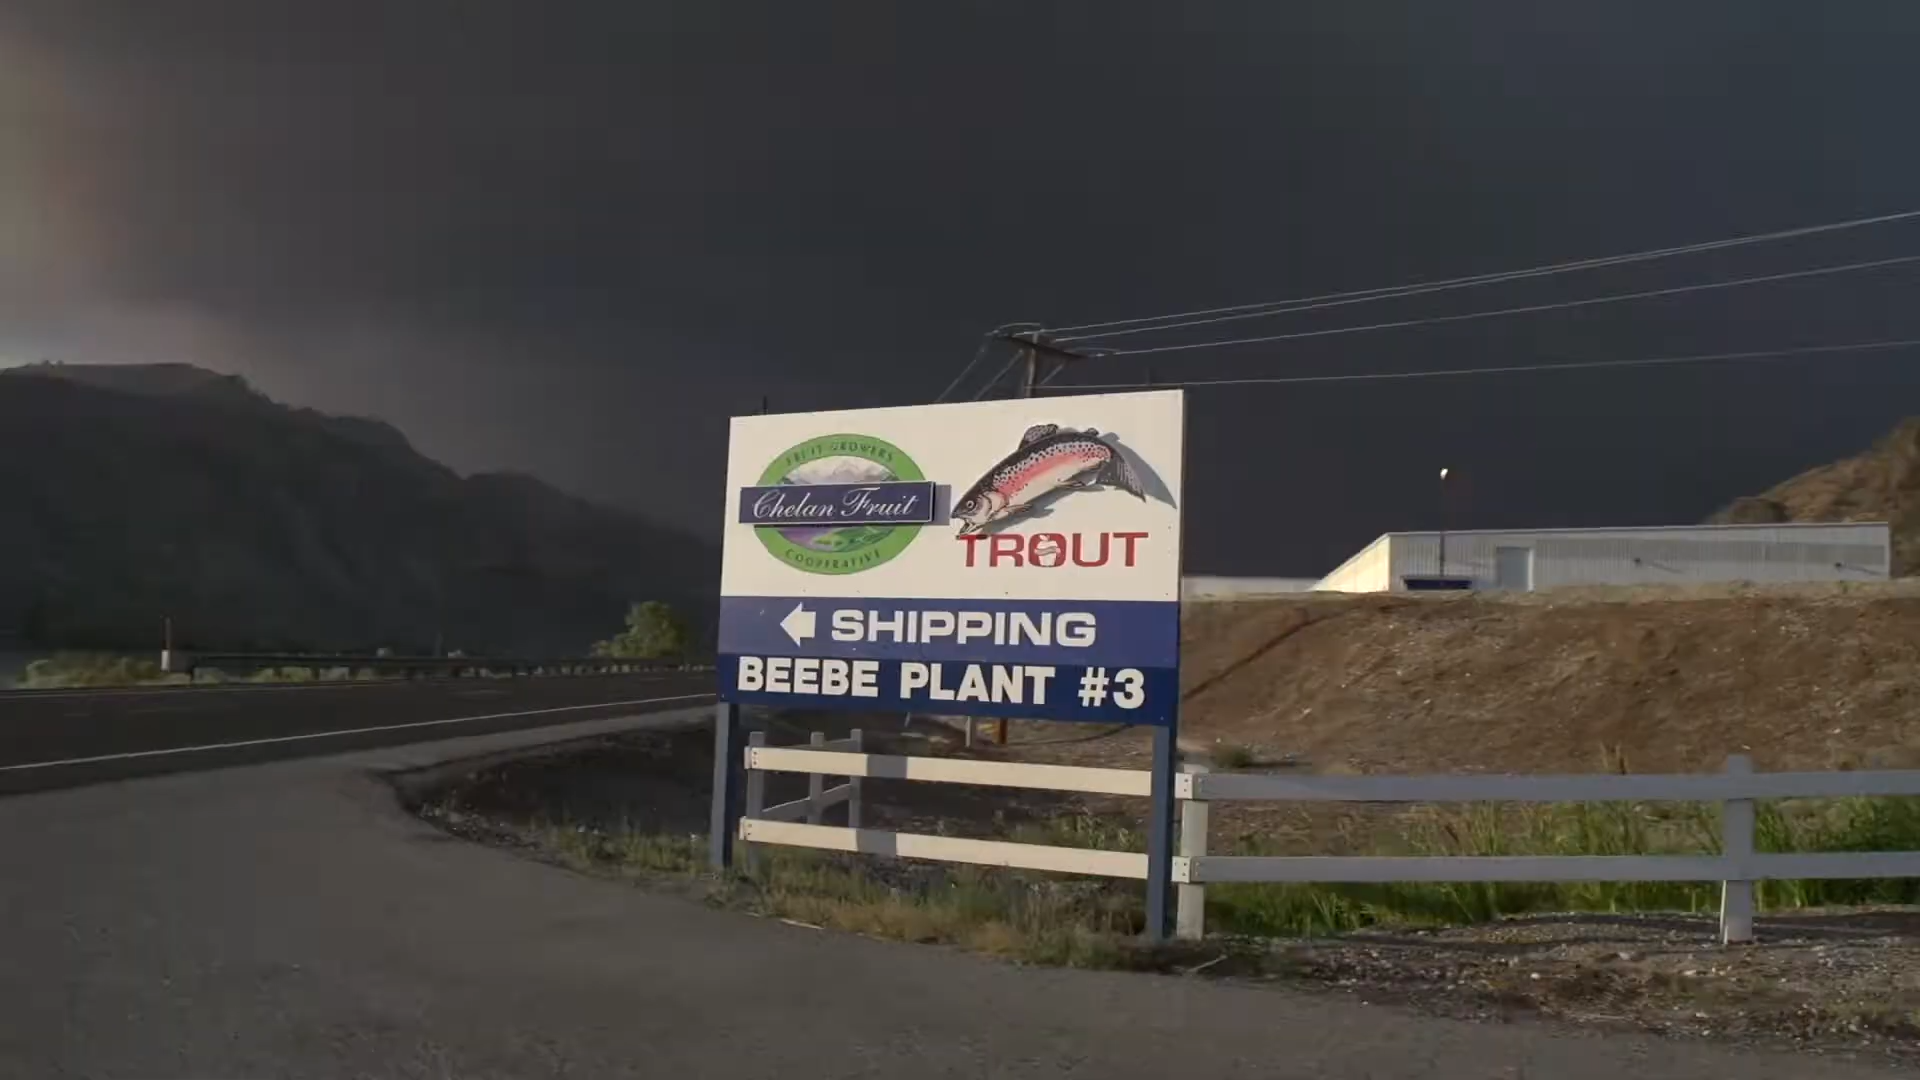 FRUIT GROWERS
Chelan Fruit
COOPERATIVE
TROUT
SHIPPING
BEEBE PLANT #3